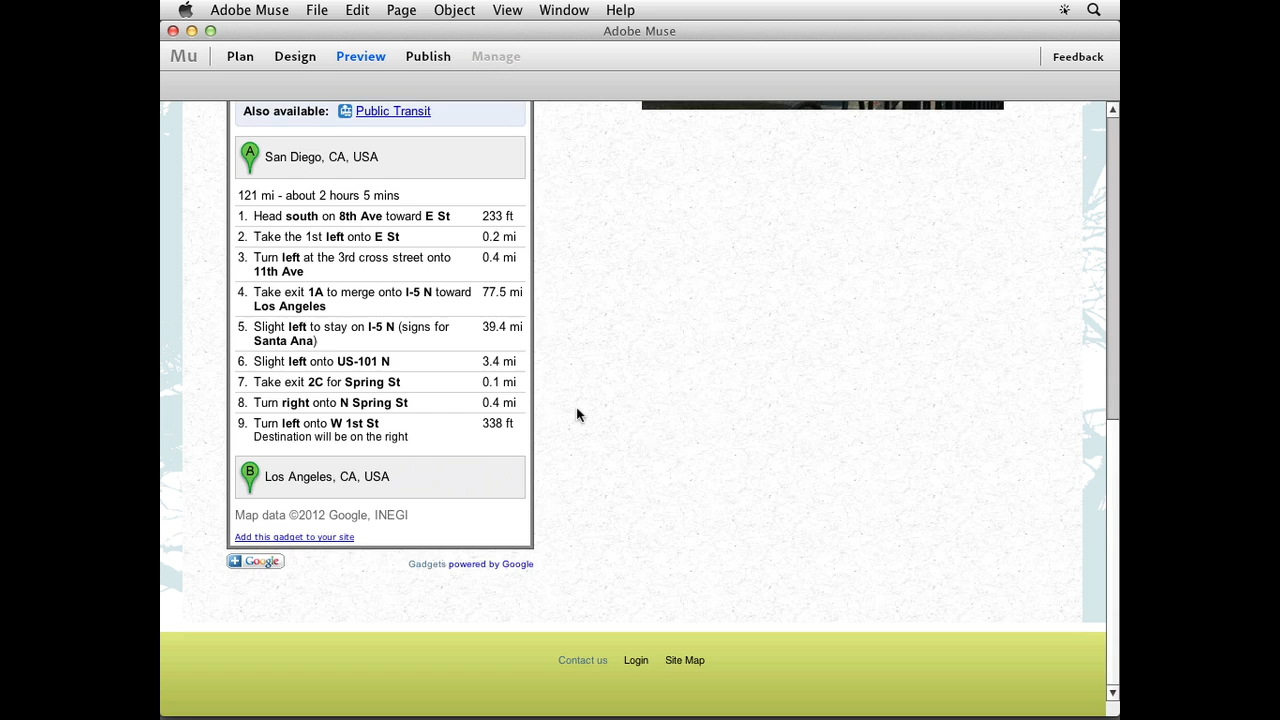 Adobe Muse File Edit Page Object View Window Help
Adobe Muse
Mu Plan Design Preview Publish Manage Feedback
Also available: Public Transit
A San Diego, CA, USA
121 mi - about 2 hours 5 mins
1. Head south on 8th Ave toward E St 233 ft
2. Take the 1st left onto E St 0.2 mi
3. Turn left at the 3rd cross street onto 0.4 mi
11th Ave
4. Take exit 1A to merge onto I-5 N toward 77.5 mi
Los Angeles
5. Slight left to stay on I-5 N (signs for 39.4 mi
Santa Ana)
6. Slight left onto US-101 N 3.4 mi
7. Take exit 2C for Spring St 0.1 mi
8. Turn right onto N Spring St 0.4 mi
9. Turn left onto W 1st St 338 ft
Destination will be on the right
B Los Angeles, CA, USA
Map data ©2012 Google, INEGI
Add this gadget to your site
Google Gadgets powered by Google
Contact us Login Site Map